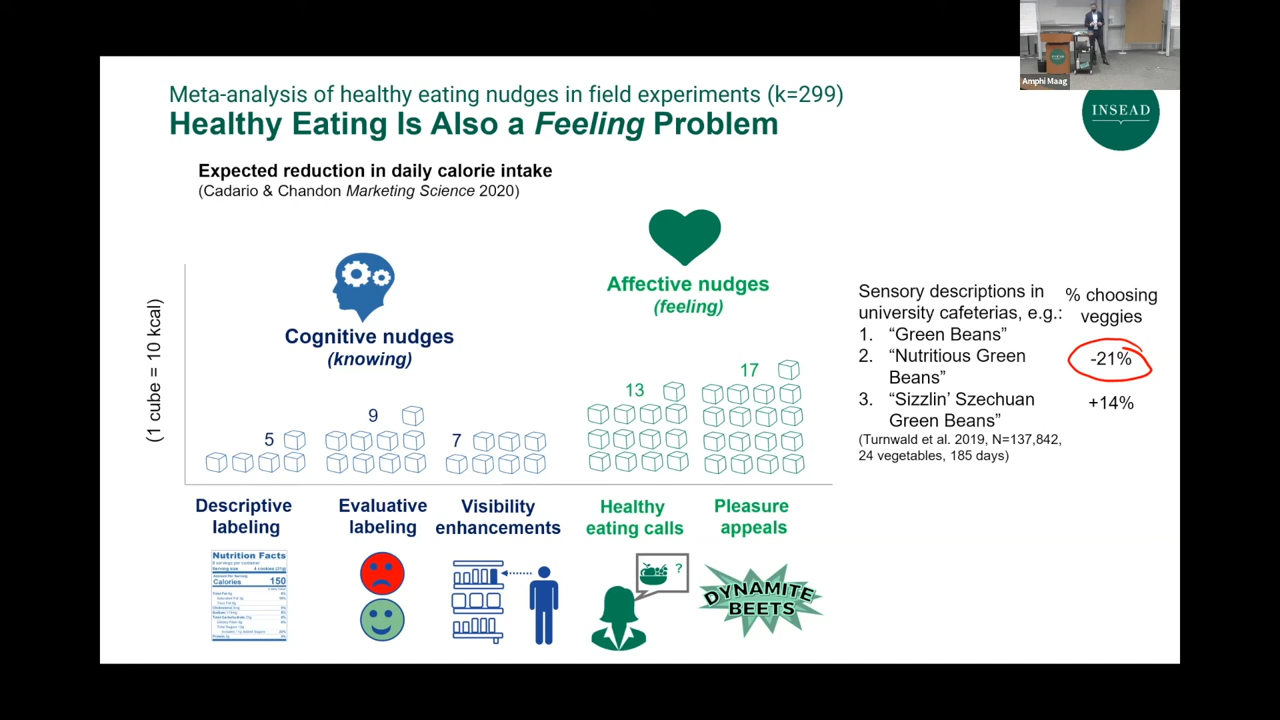 Amphi Maag
INSEAD
Meta-analysis of healthy eating nudges in field experiments (k=299)
Healthy Eating Is Also a Feeling Problem
Expected reduction in daily calorie intake
(Cadario & Chandon Marketing Science 2020)
(1 cube = 10 kcal)
Cognitive nudges
(knowing)
Affective nudges
(feeling)
5
9
7
13
17
Descriptive
labeling
Evaluative
labeling
Visibility
enhancements
Healthy
eating calls
Pleasure
appeals
Nutrition Facts
Serving size
Calories 150
?
DYNAMITE
BEETS
Sensory descriptions in
university cafeterias, e.g.:
1. “Green Beans”
2. “Nutritious Green
Beans”
3. “Sizzlin’ Szechuan
Green Beans”
(Turnwald et al. 2019, N=137,842,
24 vegetables, 185 days)
% choosing
veggies
-21%
+14%